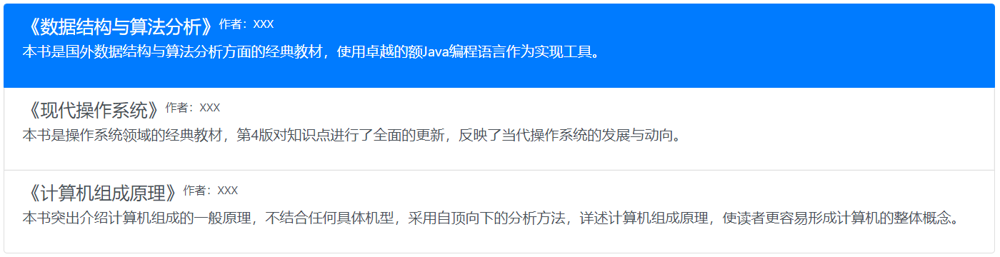 《数据结构与算法分析》作者：XXX
本书是国外数据结构与算法分析方面的经典教材，使用卓越的额Java编程语言作为实现工具。
《现代操作系统》作者：XXX
本书是操作系统领域的经典教材，第4版对知识点进行了全面的更新，反映了当代操作系统的发展与动向。
《计算机组成原理》作者：XXX
本书突出介绍计算机组成的一般原理，不结合任何具体机型，采用自顶向下的分析方法，详述计算机组成原理，使读者更容易形成计算机的整体概念。